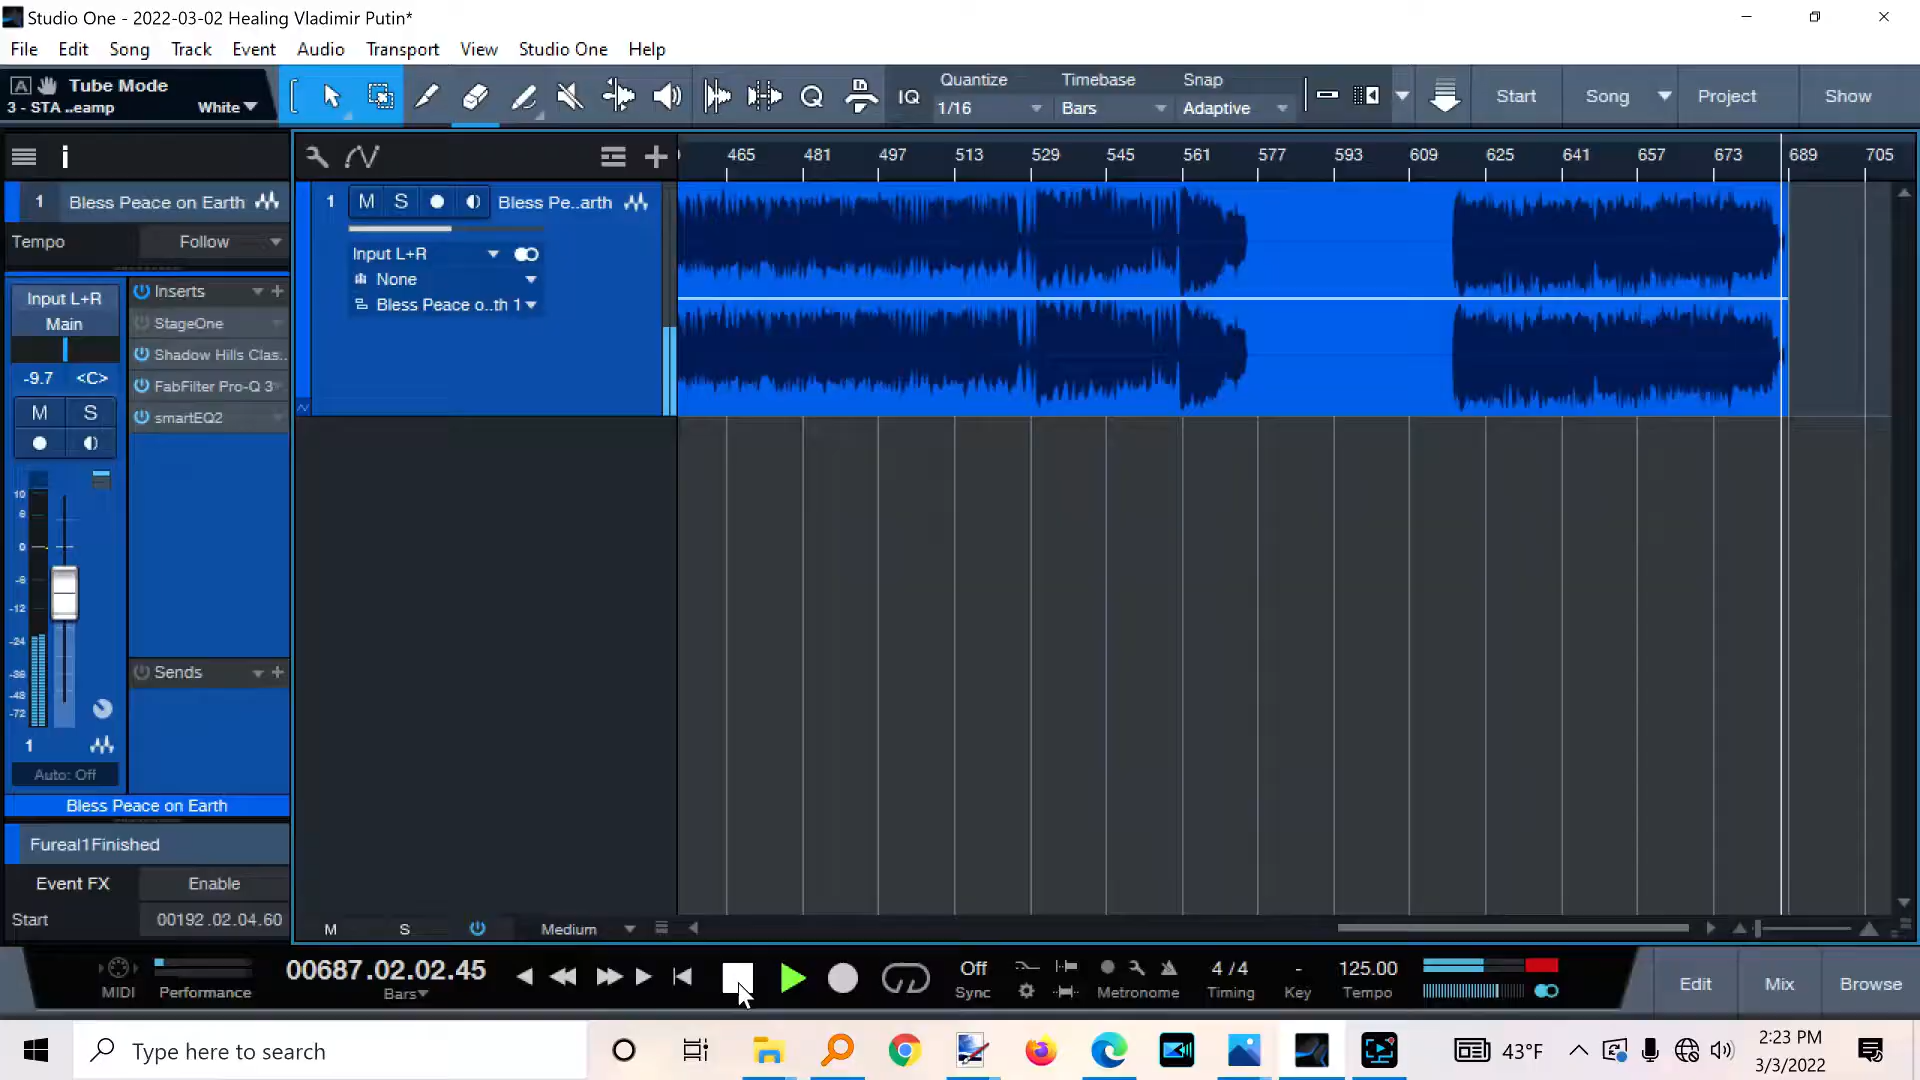 Studio One - 2022-03-02 Healing Vladimir Putin*
File Edit Song Track Event Audio Transport View Studio One Help
A Tube Mode
3 - STA ..eamp White
IQ
Quantize Timebase Snap
1/16 Bars Adaptive
Start Song Project Show
i
465 481 497 513 529 545 561 577 593 609 625 641 657 673 689 705
1 Bless Peace on Earth
Tempo Follow
1 M S Bless Pe..arth
Input L+R
None
Bless Peace o..th 1
Input L+R
Main
-9.7 <C>
M S
Inserts
StageOne
Shadow Hills Clas..
FabFilter Pro-Q 3
smartEQ2
10
6
0
-6
-12
-24
-36
-48
-72
Sends
1
Auto: Off
Bless Peace on Earth
Fureal1Finished
Event FX Enable
Start 00192.02.04.60
M S Medium
MIDI Performance
00687.02.02.45
Bars
Off
Sync
Metronome
4 / 4
Timing
-
Key
125.00
Tempo
Edit Mix Browse
Type here to search
43°F
2:23 PM
3/3/2022